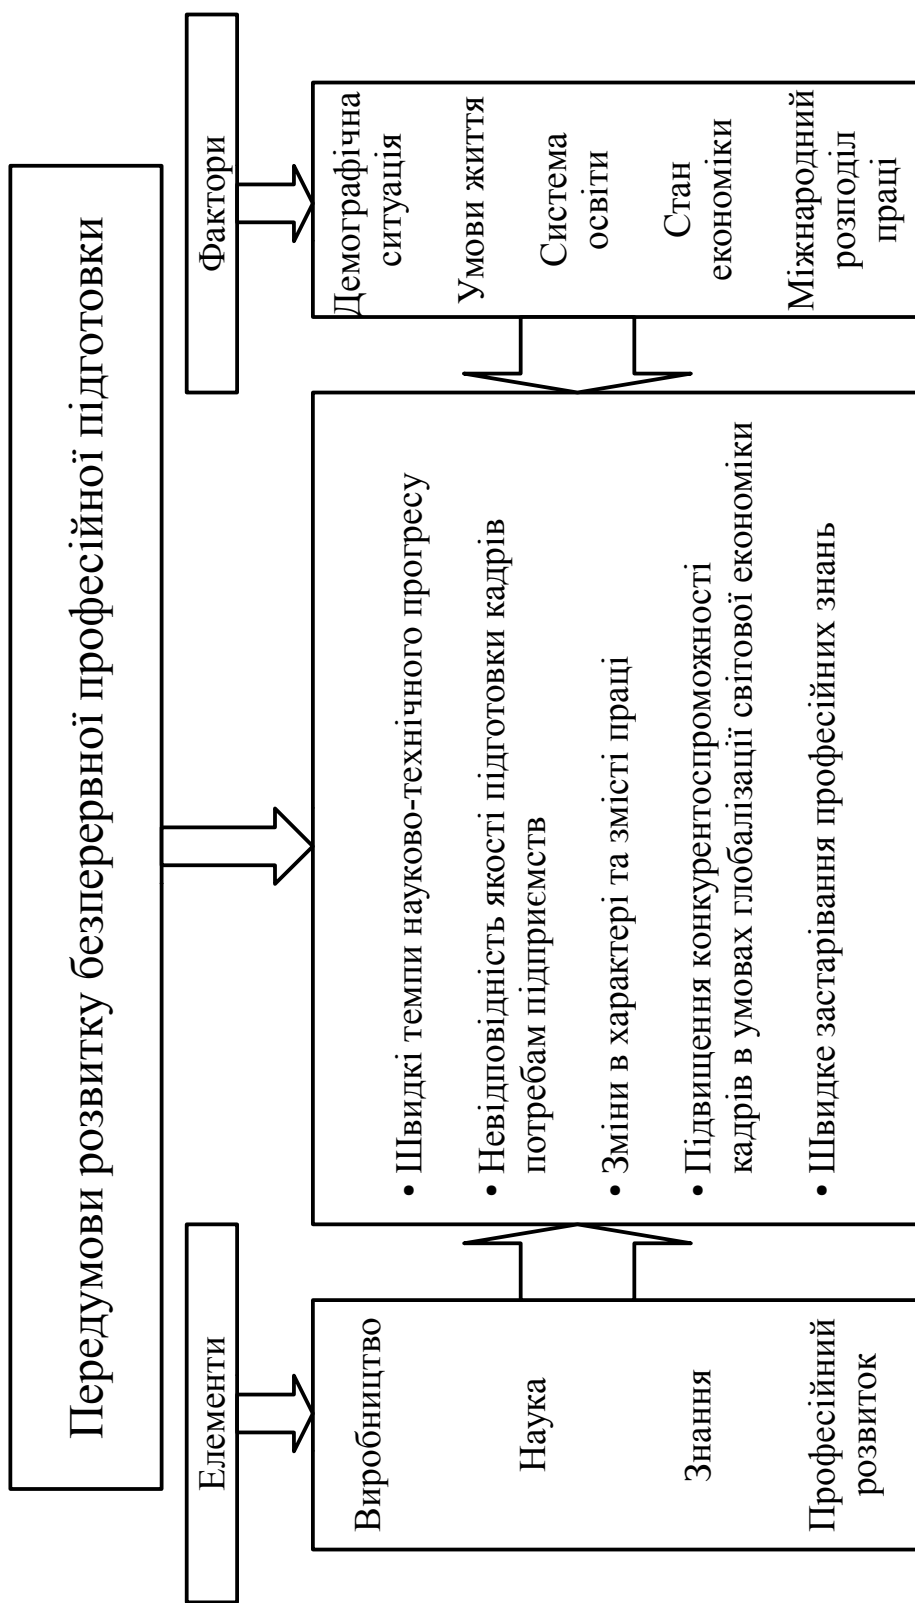 Передумови розвитку безперервної професійної підготовки
Елементи
Фактори
Виробництво
Наука
Знання
Професійний
розвиток
• Швидкі темпи науково-технічного прогресу
• Невідповідність якості підготовки кадрів
потребам підприємств
• Зміни в характері та змісті праці
• Підвищення конкурентоспроможності
кадрів в умовах глобалізації світової економіки
• Швидке застарівання професійних знань
Демографічна
ситуація
Умови життя
Система
освіти
Стан
економіки
Міжнародний
розподіл
праці